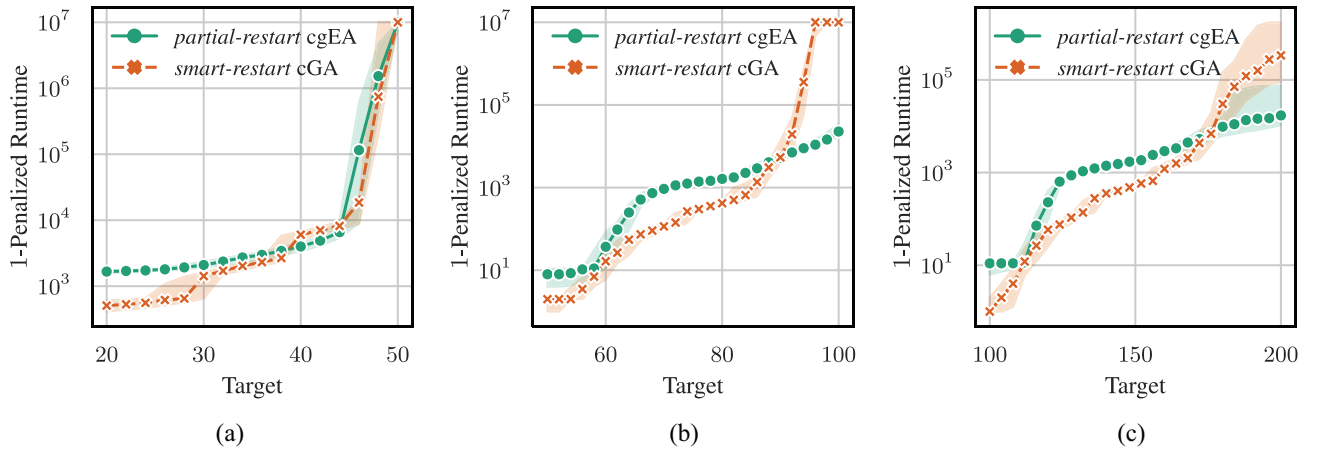 1-Penalized Runtime
10^7
10^6
10^5
10^4
10^3
partial-restart cgEA
smart-restart cGA
20 30 40 50
Target
(a)
1-Penalized Runtime
10^7
10^5
10^3
10^1
partial-restart cgEA
smart-restart cGA
60 80 100
Target
(b)
1-Penalized Runtime
10^5
10^3
10^1
partial-restart cgEA
smart-restart cGA
100 150 200
Target
(c)